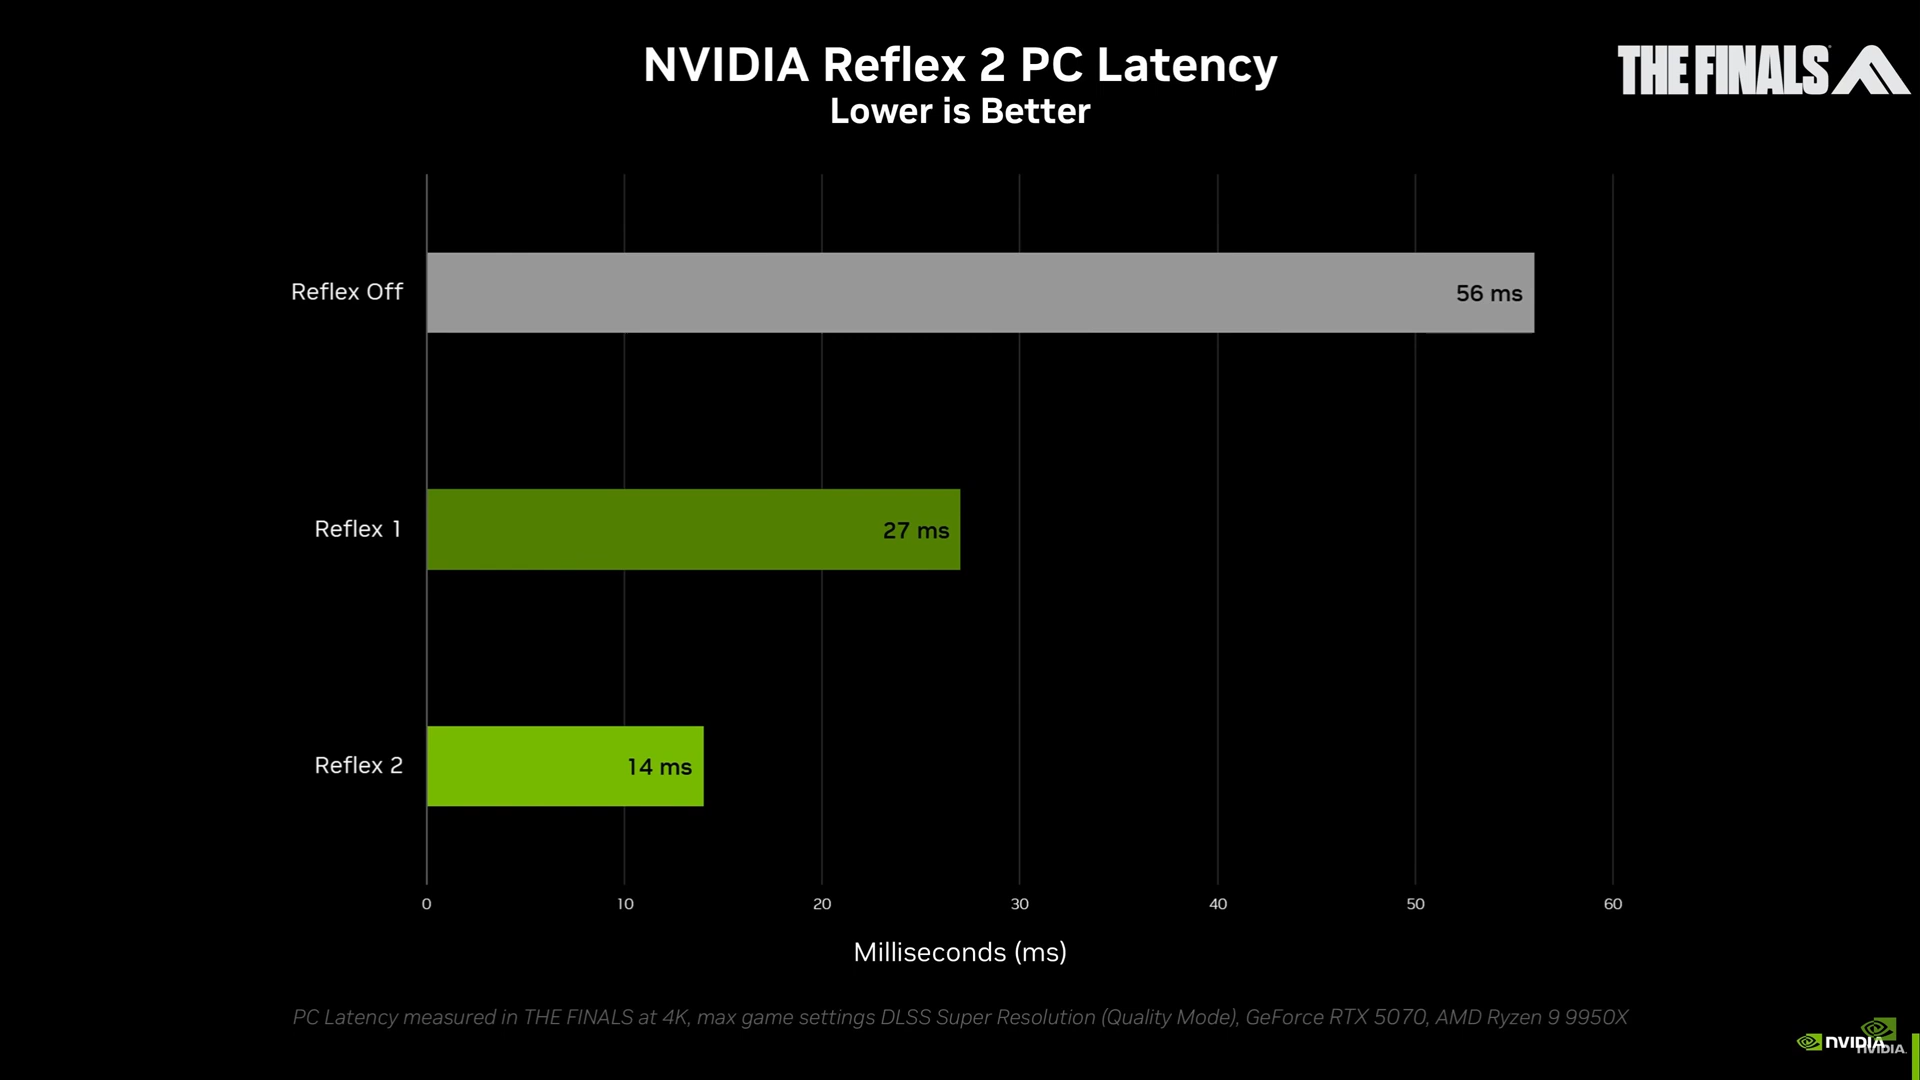 NVIDIA Reflex 2 PC Latency
Lower is Better
THE FINALS
Reflex Off
56 ms
Reflex 1
27 ms
Reflex 2
14 ms
0 10 20 30 40 50 60
Milliseconds (ms)
PC Latency measured in THE FINALS at 4K, max game settings DLSS Super Resolution (Quality Mode), GeForce RTX 5070, AMD Ryzen 9 9950X
NVIDIA
NVIDIA.